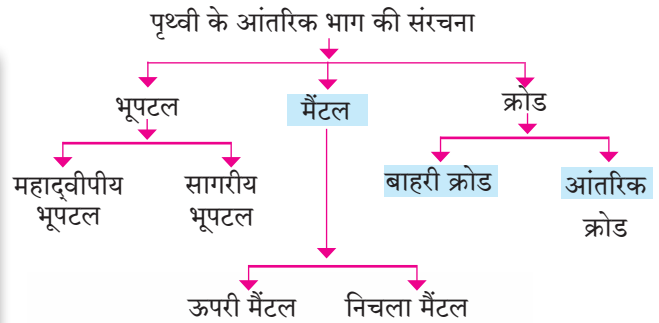 पृथ्वी के आंतरिक भाग की संरचना
भूपटल
मैंटल
क्रोड
महाद्वीपीय
भूपटल
सागरीय
भूपटल
बाहरी क्रोड
आंतरिक
क्रोड
ऊपरी मैंटल
निचला मैंटल